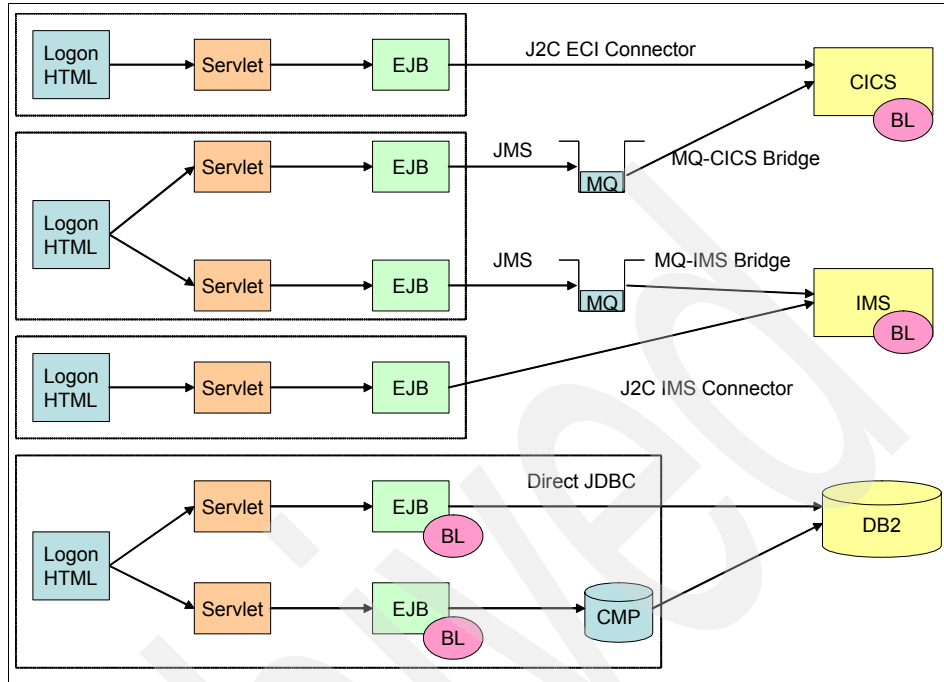 Logon
HTML
Servlet
EJB
J2C ECI Connector
CICS
BL
Logon
HTML
Servlet
EJB
JMS
MQ
MQ-CICS Bridge
Servlet
EJB
JMS
MQ
MQ-IMS Bridge
IMS
BL
Logon
HTML
Servlet
EJB
J2C IMS Connector
Logon
HTML
Servlet
EJB
BL
Direct JDBC
DB2
Servlet
EJB
BL
CMP